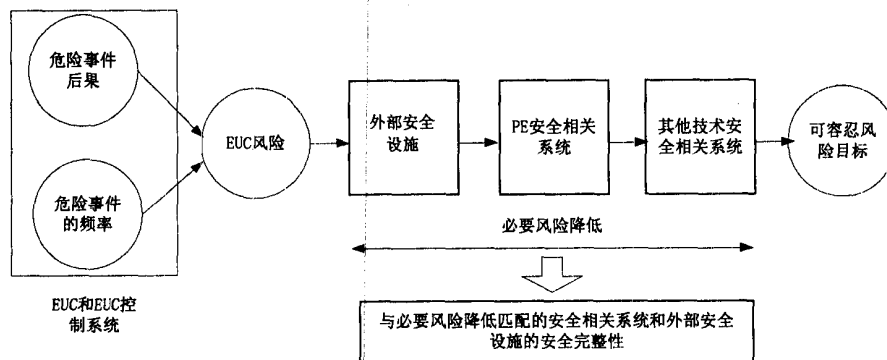 危险事件
后果
EUC风险
外部安全
设施
PE安全相关
系统
其他技术安
全相关系统
可容忍风
险目标
危险事件
的频率
必要风险降低
EUC和EUC控
制系统
与必要风险降低匹配的安全相关系统和外部安全
设施的安全完整性